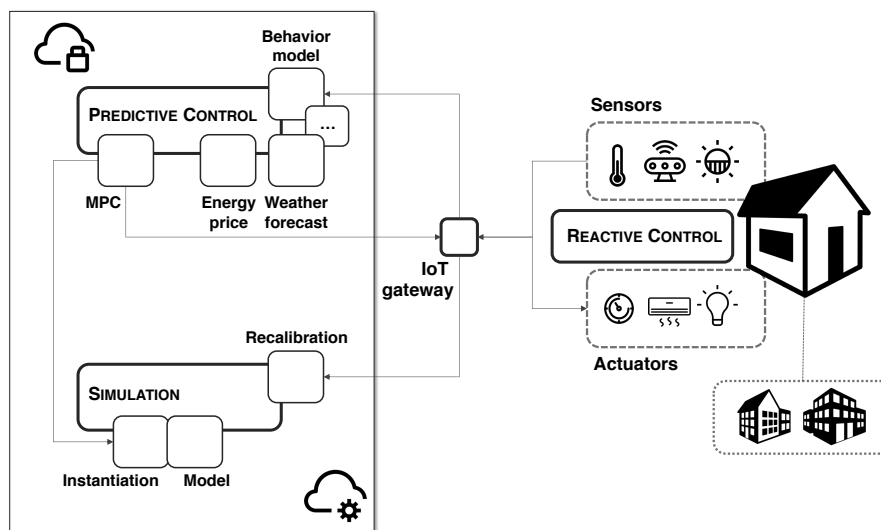 Behavior
model
PREDICTIVE CONTROL
...
MPC
Energy
price
Weather
forecast
Sensors
REACTIVE CONTROL
IoT
gateway
Actuators
Recalibration
SIMULATION
Instantiation
Model